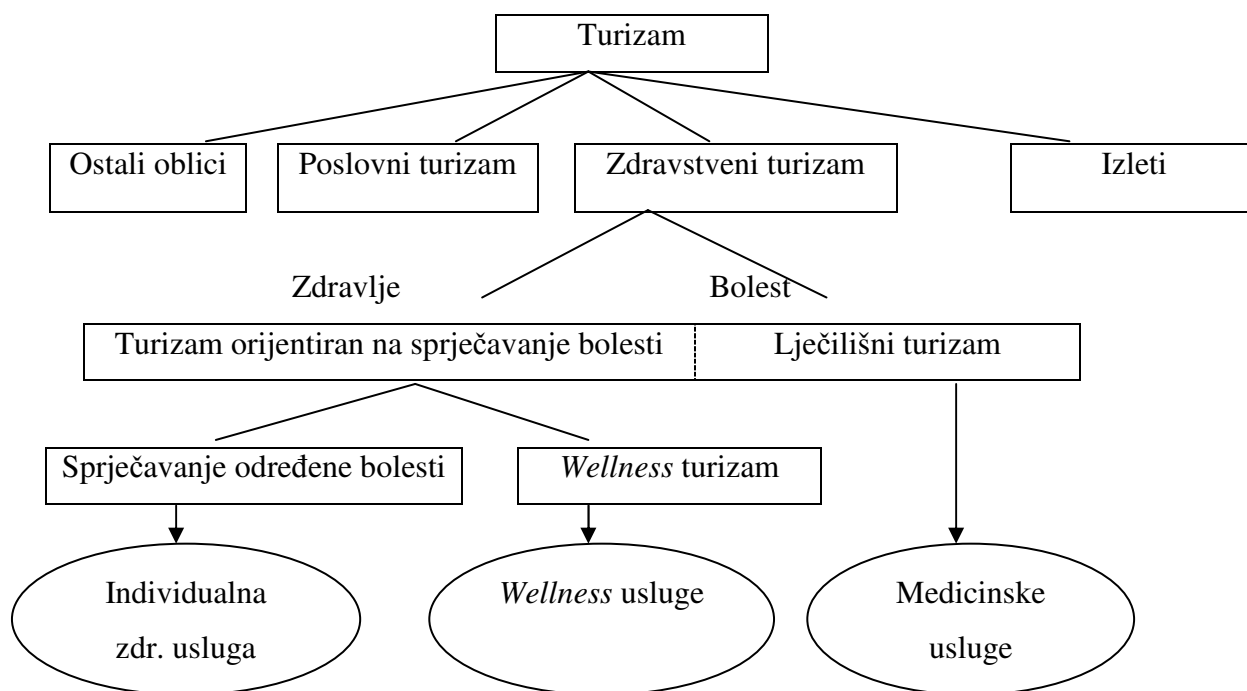 Turizam
Ostali oblici
Poslovni turizam
Zdravstveni turizam
Izleti
Zdravlje
Bolest
Turizam orijentiran na sprječavanje bolesti
Lječilišni turizam
Sprječavanje određene bolesti
Wellness turizam
Individualna
zdr. usluga
Wellness usluge
Medicinske
usluge